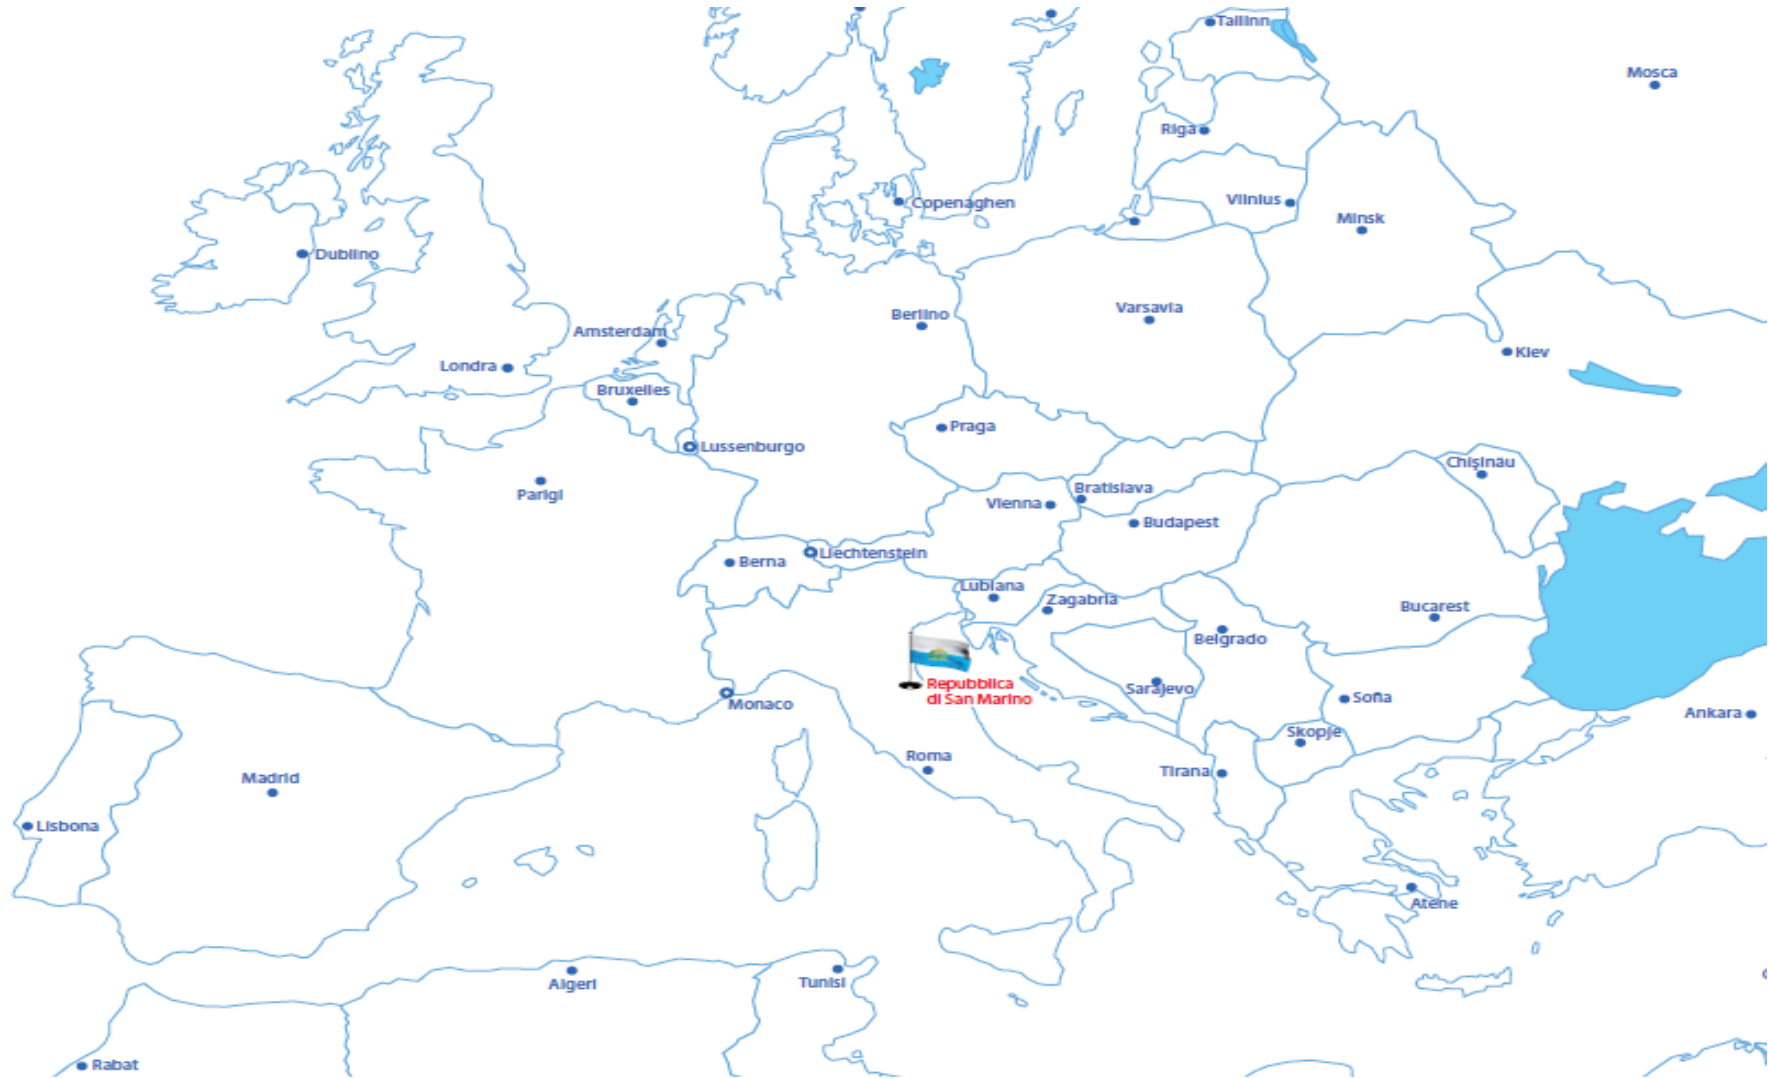 Tallinn
Mosca
Riga
Vilnius
Copenaghen
Minsk
Dublino
Varsavia
Berlino
Amsterdam
Kiev
Londra
Bruxelles
Praga
Lussenburgo
Chişinău
Parigi
Bratislava
Vienna
Budapest
Liechtenstein
Berna
Lubiana
Zagabria
Bucarest
Belgrado
Repubblica
di San Marino
Sarajevo
Sofia
Monaco
Ankara
Skopje
Roma
Tirana
Madrid
Lisbona
Atene
Algeri
Tunisi
Rabat